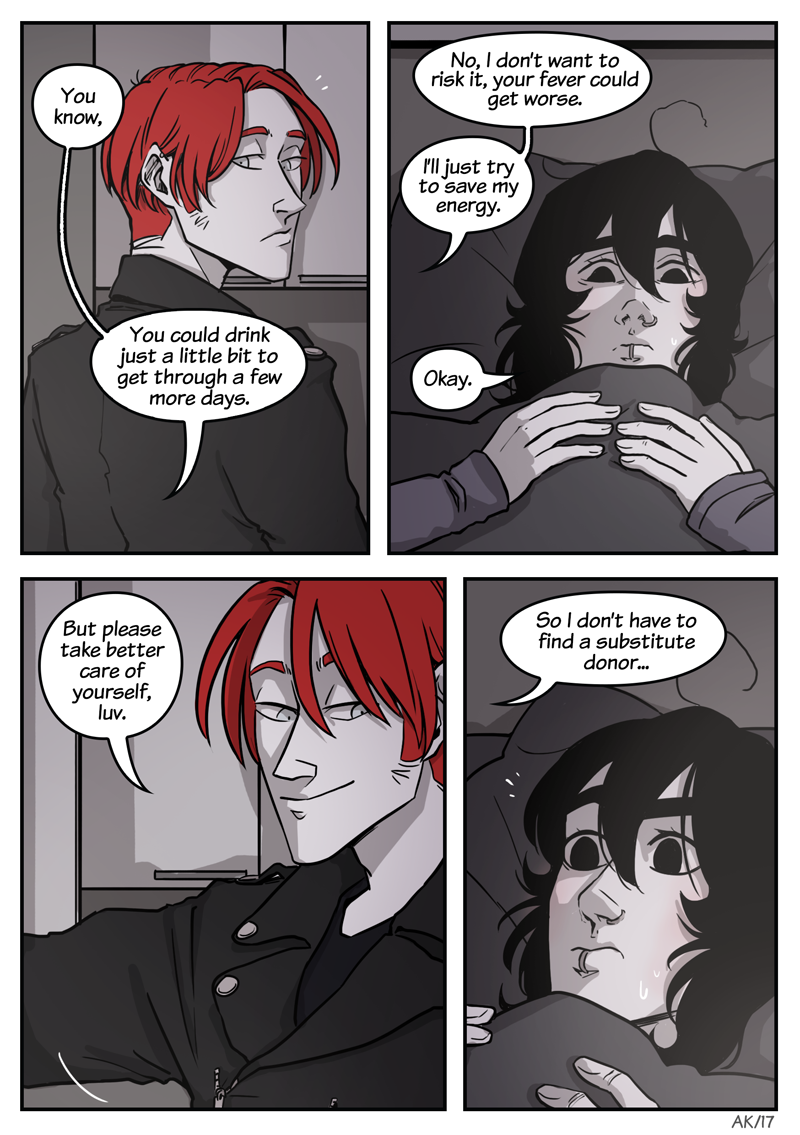 You
know,
You could drink
just a little bit to
get through a few
more days.
No, I don't want to
risk it, your fever could
get worse.
I'll just try
to save my
energy.
Okay.
But please
take better
care of
yourself,
luv.
So I don't have to
find a substitute
donor...
AK/17